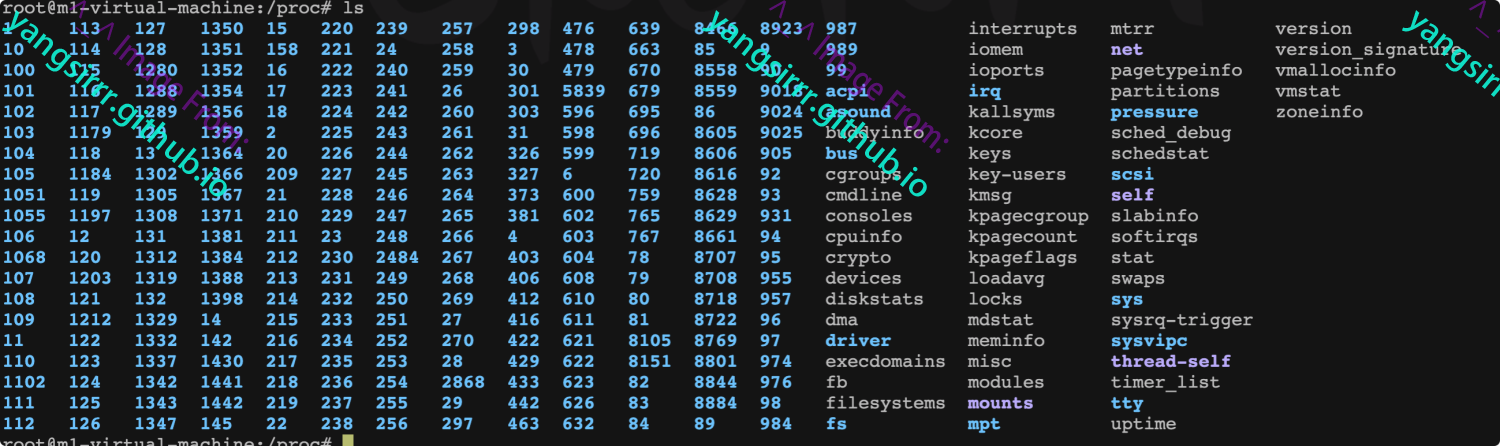 root@m1-virtual-machine:/proc# ls
1 113 127 1350 15 220 239 257 298 476 639 8466 8923 987 interrupts mtrr version
10 114 128 1351 158 221 24 258 3 478 663 85 9 989 iomem net version_signature
100 115 1280 1352 16 222 240 259 30 479 670 8558 90 99 ioports pagetypeinfo vmallocinfo
101 116 1288 1354 17 223 241 26 301 5839 679 8559 9018 acpi irq partitions vmstat
102 117 1289 1356 18 224 242 260 303 596 695 86 9024 asound kallsyms pressure zoneinfo
103 1179 129 1359 2 225 243 261 31 598 696 8605 9025 buddyinfo kcore sched_debug
104 118 13 1364 20 226 244 262 326 599 719 8606 905 bus keys schedstat
105 1184 1302 1366 209 227 245 263 327 6 720 8616 92 cgroups key-users scsi
1051 119 1305 1367 21 228 246 264 373 600 759 8628 93 cmdline kmsg self
1055 1197 1308 1371 210 229 247 265 381 602 765 8629 931 consoles kpagecgroup slabinfo
106 12 131 1381 211 23 248 266 4 603 767 8661 94 cpuinfo kpagecount softirqs
1068 120 1312 1384 212 230 2484 267 403 604 78 8707 95 crypto kpageflags stat
107 1203 1319 1388 213 231 249 268 406 608 79 8708 955 devices loadavg swaps
108 121 132 1398 214 232 250 269 412 610 80 8718 957 diskstats locks sys
109 1212 1329 14 215 233 251 27 416 611 81 8722 96 dma mdstat sysrq-trigger
11 122 1332 142 216 234 252 270 422 621 8105 8769 97 driver meminfo sysvipc
110 123 1337 1430 217 235 253 28 429 622 8151 8801 974 execdomains misc thread-self
1102 124 1342 1441 218 236 254 2868 433 623 82 8844 976 fb modules timer_list
111 125 1343 1442 219 237 255 29 442 626 83 8884 98 filesystems mounts tty
112 126 1347 145 22 238 256 297 463 632 84 89 984 fs mpt uptime
root@m1-virtual-machine:/proc#
^_^ Image From:
yangsirr.github.io
^_^ Image From:
yangsirr.github.io
yangsirr